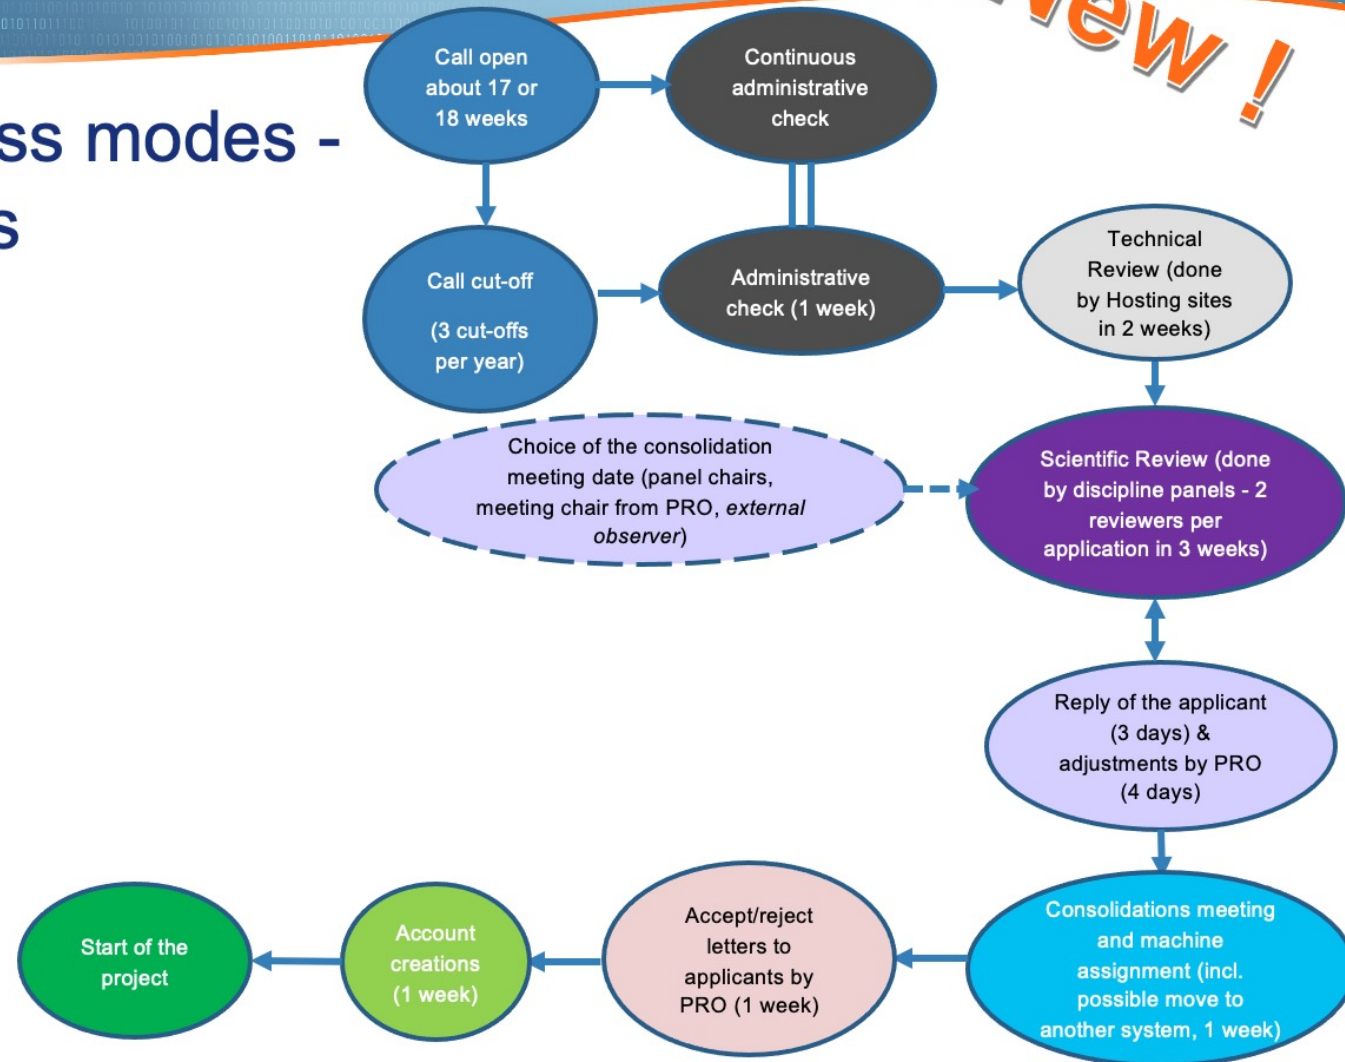 New !
ss modes -
s
Call open
about 17 or
18 weeks
Continuous
administrative
check
Call cut-off
(3 cut-offs
per year)
Administrative
check (1 week)
Technical
Review (done
by Hosting sites
in 2 weeks)
Choice of the consolidation
meeting date (panel chairs,
meeting chair from PRO, external
observer)
Scientific Review (done
by discipline panels - 2
reviewers per
application in 3 weeks)
Reply of the applicant
(3 days) &
adjustments by PRO
(4 days)
Consolidations meeting
and machine
assignment (incl.
possible move to
another system, 1 week)
Accept/reject
letters to
applicants by
PRO (1 week)
Account
creations
(1 week)
Start of the
project